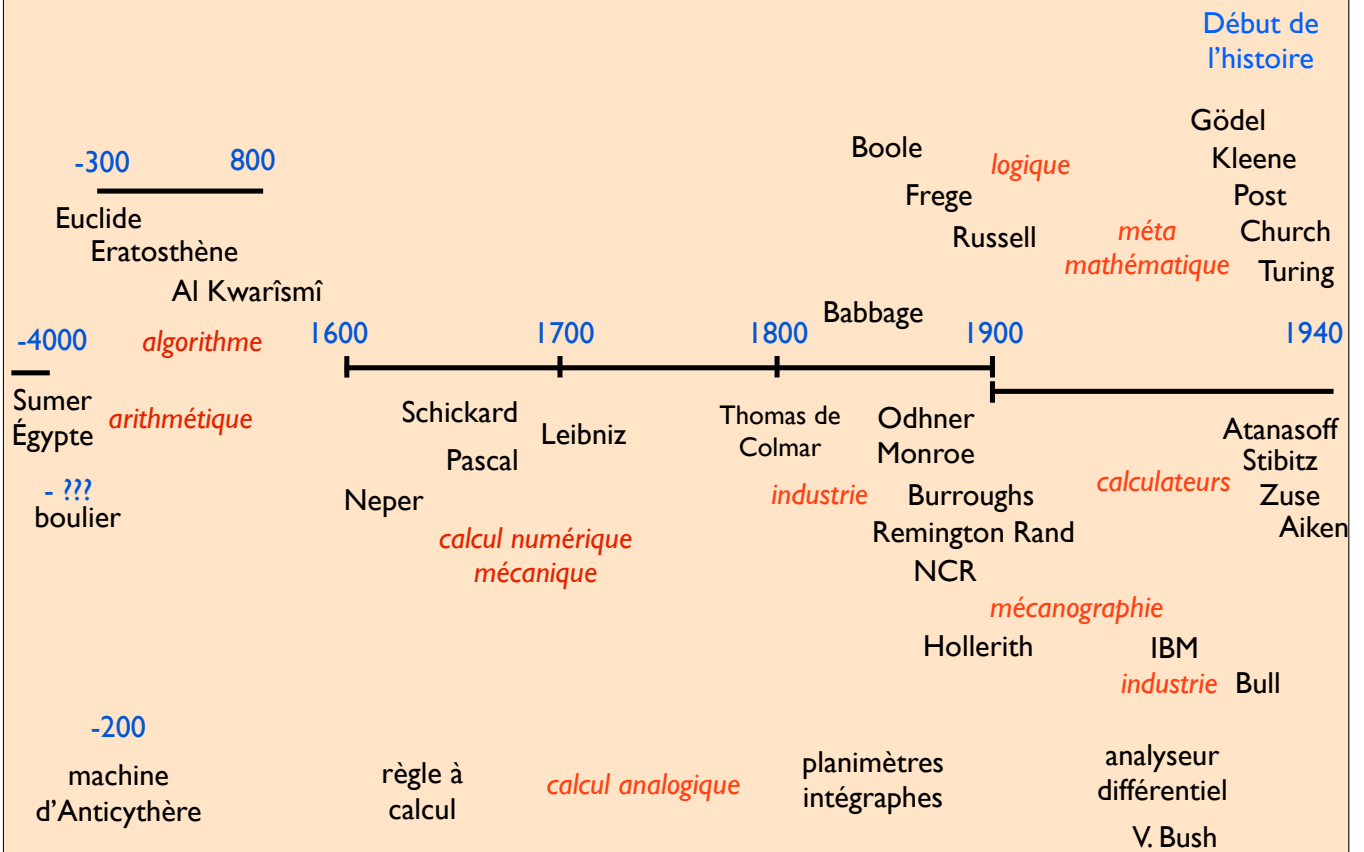 Début de
l'histoire
Gödel
Boole
-300
800
logique
Kleene
Frege
Post
Euclide
Russell
méta
mathématique
Church
Eratosthène
Turing
Al Kwarîsmî
Babbage
-4000
algorithme
1600
1700
1800
1900
1940
Sumer
Égypte
arithmétique
Schickard
Leibniz
Pascal
Thomas de
Colmar
Odhner
Monroe
Atanasoff
Stibitz
- ???
boulier
Neper
industrie
Burroughs
calculateurs
Zuse
Aiken
calcul numérique
mécanique
Remington Rand
NCR
mécanographie
Hollerith
IBM
industrie
Bull
-200
machine
d'Anticythère
règle à
calcul
calcul analogique
planimètres
intégraphes
analyseur
différentiel
V. Bush